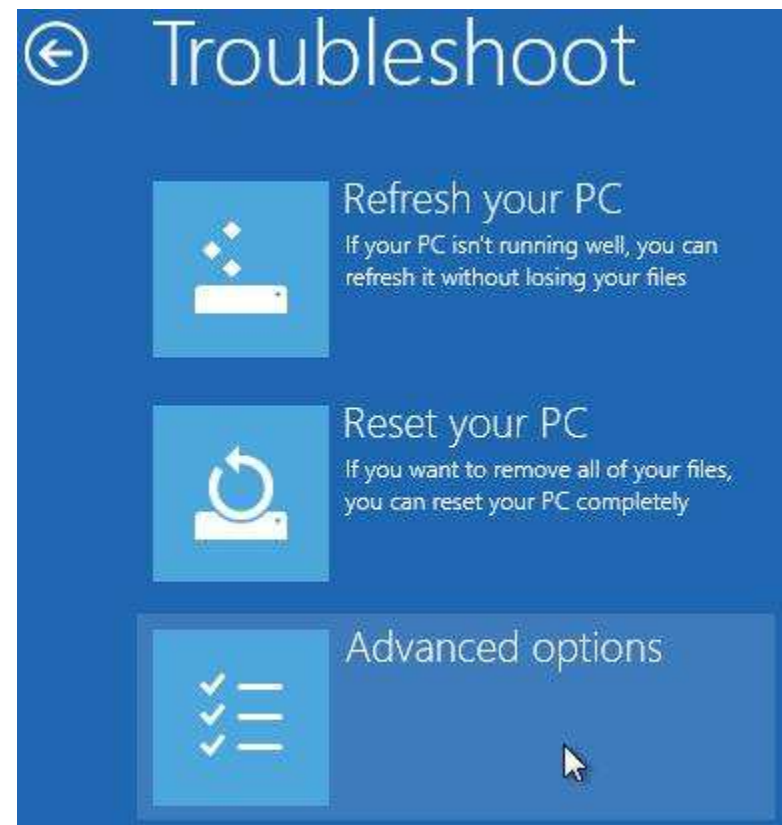 Troubleshoot
Refresh your PC
If your PC isn't running well, you can
refresh it without losing your files
Reset your PC
If you want to remove all of your files,
you can reset your PC completely
Advanced options